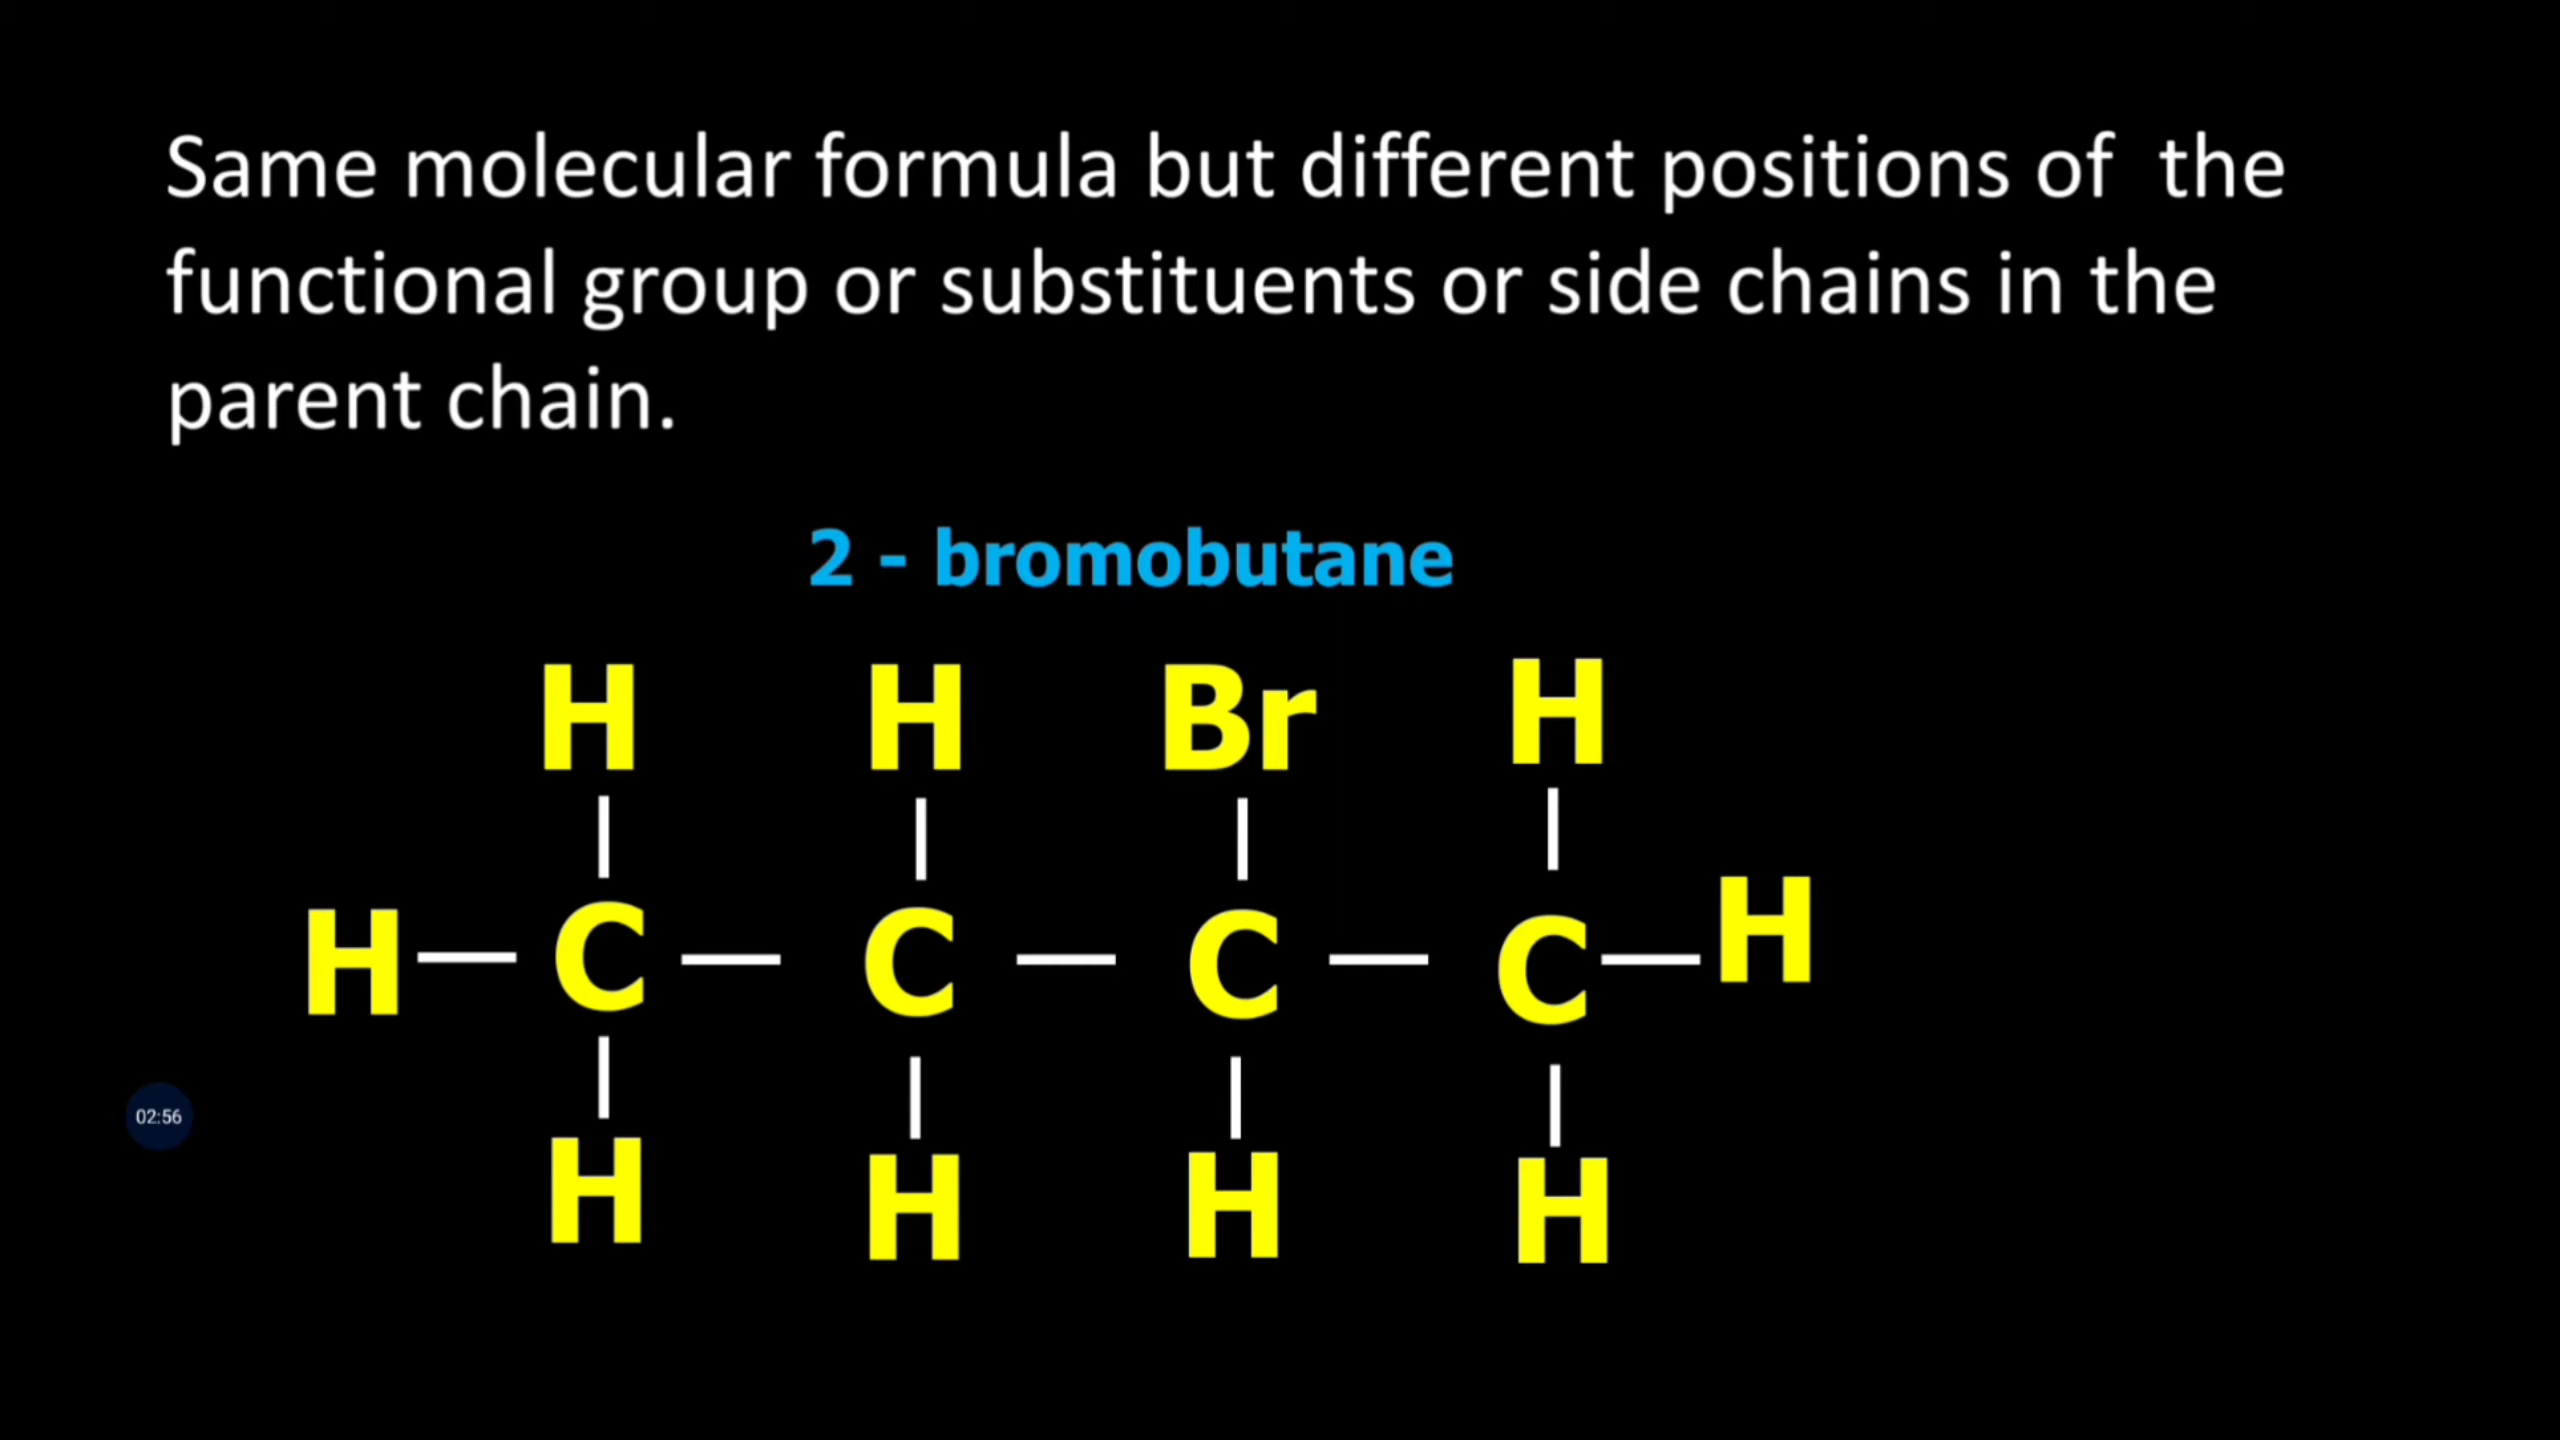 Same molecular formula but different positions of the
functional group or substituents or side chains in the
parent chain.
2 - bromobutane
H H Br H
H C C C C H
H H H H
02:56